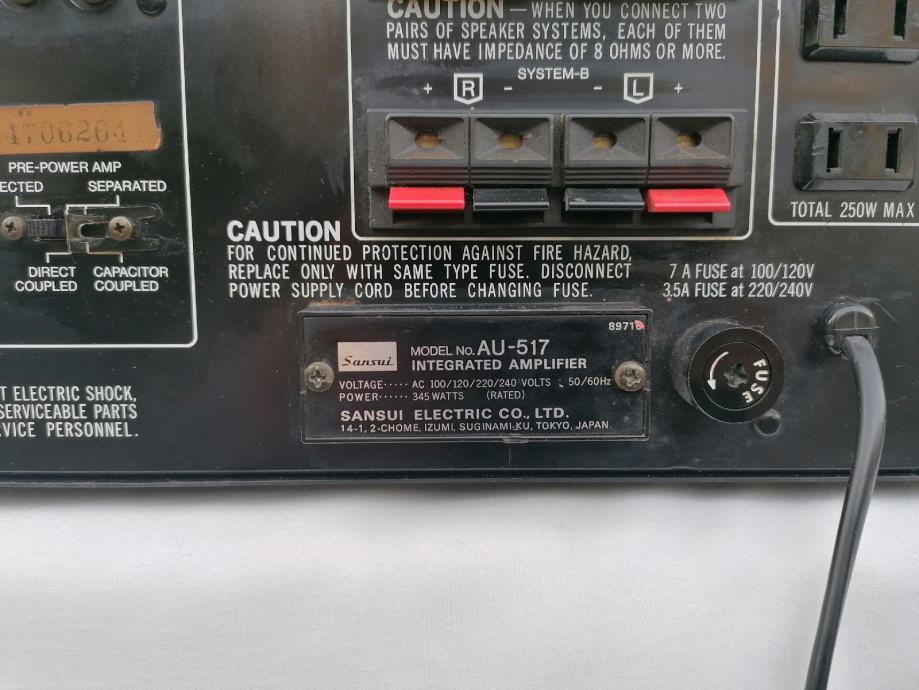 CAUTION — WHEN YOU CONNECT TWO
PAIRS OF SPEAKER SYSTEMS, EACH OF THEM
MUST HAVE IMPEDANCE OF 8 OHMS OR MORE.
SYSTEM-B
+ R - - L +
PRE-POWER AMP
ECTED SEPARATED
DIRECT COUPLED
CAPACITOR COUPLED
TOTAL 250W MAX
CAUTION
FOR CONTINUED PROTECTION AGAINST FIRE HAZARD,
REPLACE ONLY WITH SAME TYPE FUSE. DISCONNECT
POWER SUPPLY CORD BEFORE CHANGING FUSE.
7 A FUSE at 100/120V
3.5A FUSE at 220/240V
8971
Sansui
MODEL No. AU-517
INTEGRATED AMPLIFIER
VOLTAGE ····· AC 100/120/220/240 VOLTS, 50/60Hz
POWER ······ 345 WATTS (RATED)
SANSUI ELECTRIC CO., LTD.
14-1, 2-CHOME, IZUMI, SUGINAMI-KU, TOKYO, JAPAN.
FUSE
T ELECTRIC SHOCK,
SERVICEABLE PARTS
VICE PERSONNEL.